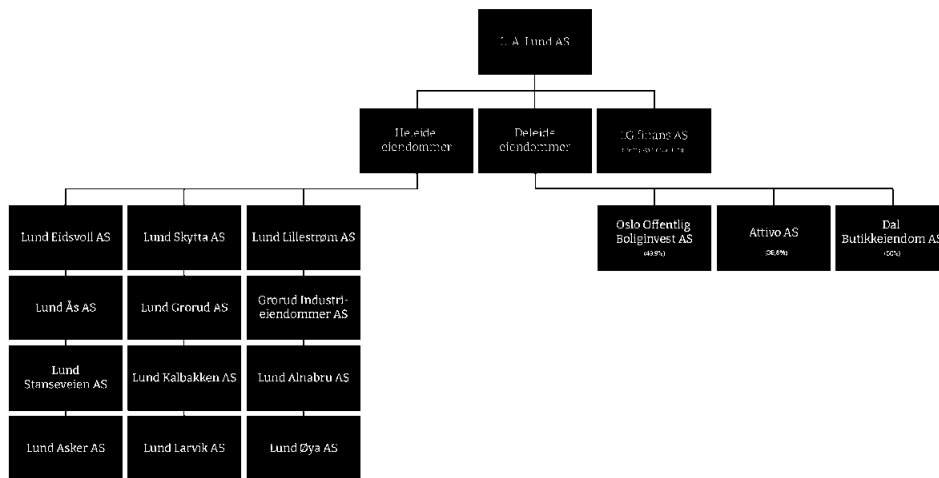 L. A. Lund AS
Heleide
eiendommer
Deleide
eiendommer
LG finans AS
Lund Eidsvoll AS
Lund Skytta AS
Lund Lillestrøm AS
Oslo Offentlig
Boliginvest AS
(49,9%)
Attivo AS
Dal
Butikkeiendom AS
(50%)
Lund Ås AS
Lund Grorud AS
Grorud Industri-
eiendommer AS
Lund
Stanseveien AS
Lund Kalbakken AS
Lund Alnabru AS
Lund Asker AS
Lund Larvik AS
Lund Øya AS